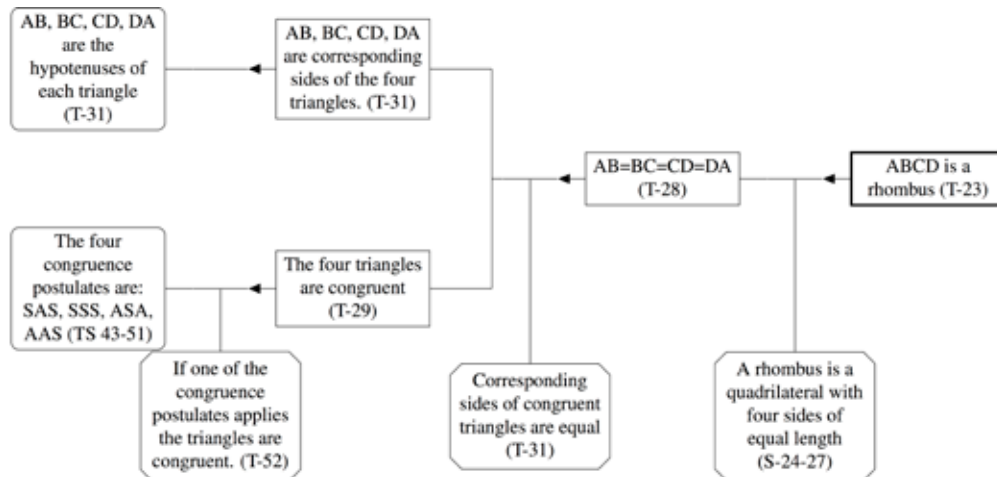 AB, BC, CD, DA
are the
hypotenuses of
each triangle
(T-31)
AB, BC, CD, DA
are corresponding
sides of the four
triangles. (T-31)
AB=BC=CD=DA
(T-28)
ABCD is a
rhombus (T-23)
The four
congruence
postulates are:
SAS, SSS, ASA,
AAS (TS 43-51)
The four triangles
are congruent
(T-29)
If one of the
congruence
postulates applies
the triangles are
congruent. (T-52)
Corresponding
sides of congruent
triangles are equal
(T-31)
A rhombus is a
quadrilateral with
four sides of
equal length
(S-24-27)